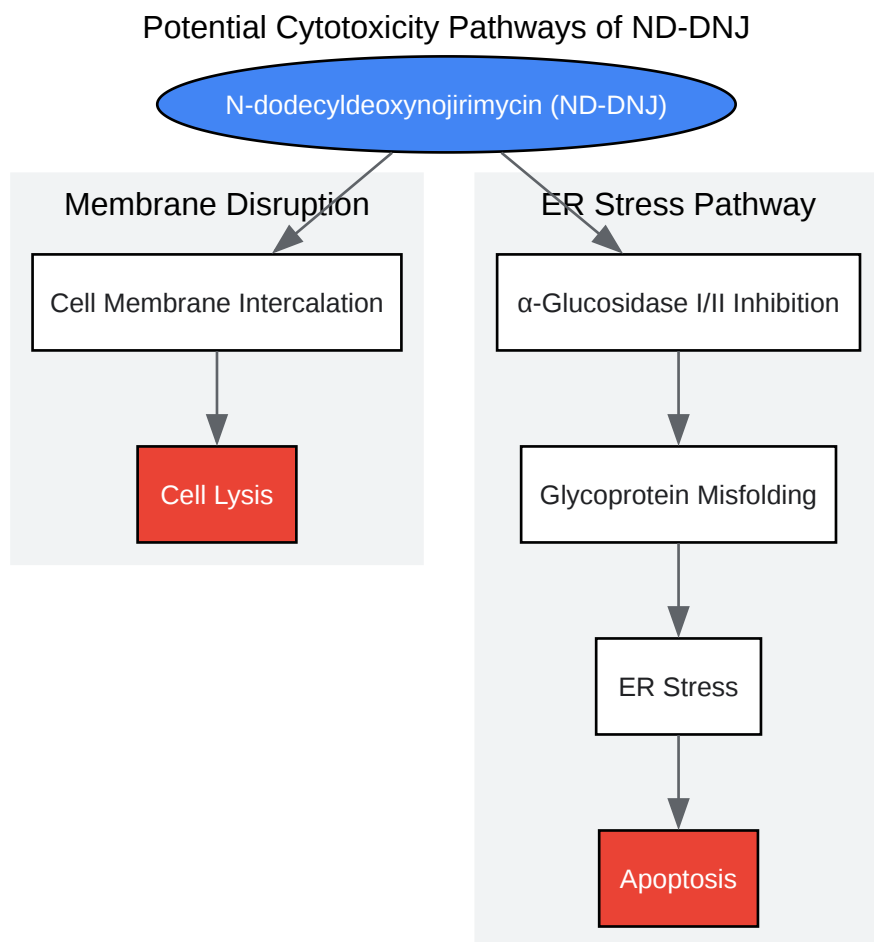 Potential Cytotoxicity Pathways of ND-DNJ
N-dodecyldeoxynojirimycin (ND-DNJ)
Membrane Disruption
Cell Membrane Intercalation
Cell Lysis
ER Stress Pathway
α-Glucosidase I/II Inhibition
Glycoprotein Misfolding
ER Stress
Apoptosis